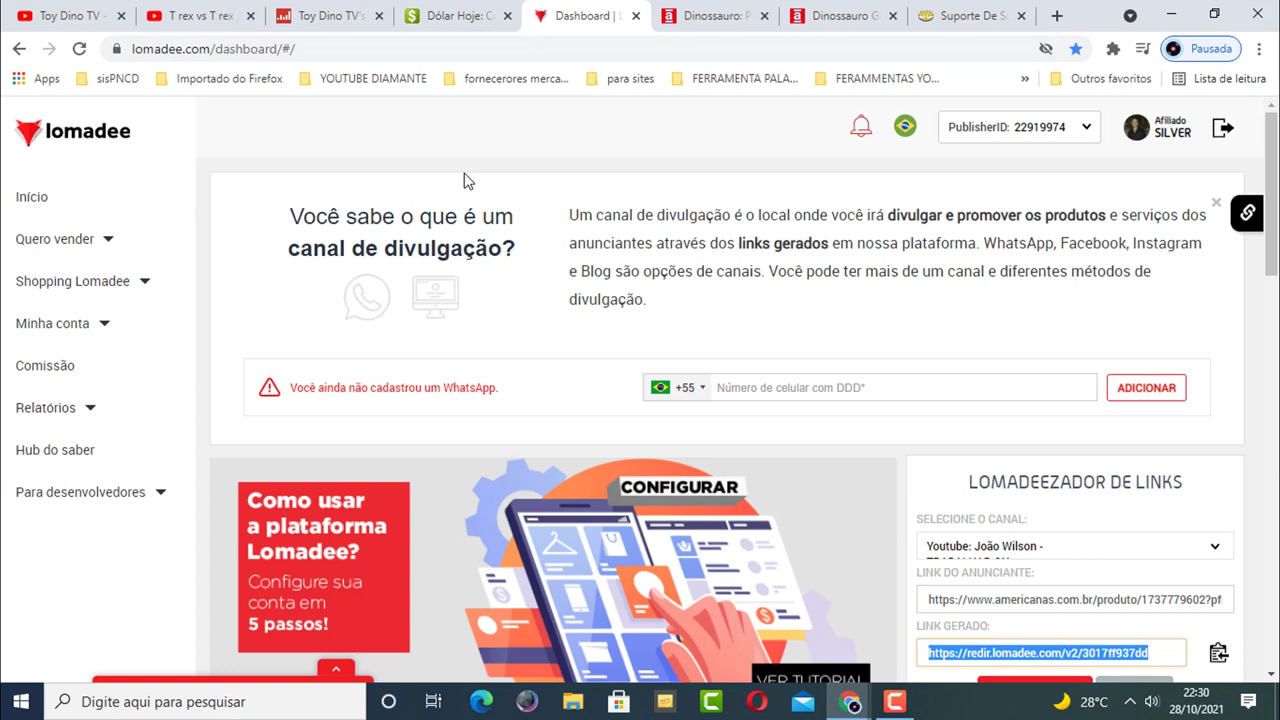 Toy Dino TV -
T rex vs T rex
Toy Dino TV's
Dólar Hoje: Co
Dashboard | L
Dinossauro: P
Dinossauro G
Suporte De S
lomadee.com/dashboard/#/
Pausada
Apps
sisPNCD
Importado do Firefox
YOUTUBE DIAMANTE
fornecerores merca...
para sites
FERRAMENTA PALA...
FERAMMENTAS YO...
»
Outros favoritos
Lista de leitura
lomadee
PublisherID: 22919974
Afiliado
SILVER
Início
Quero vender
Shopping Lomadee
Minha conta
Comissão
Relatórios
Hub do saber
Para desenvolvedores
Você sabe o que é um
canal de divulgação?
Um canal de divulgação é o local onde você irá divulgar e promover os produtos e serviços dos
anunciantes através dos links gerados em nossa plataforma. WhatsApp, Facebook, Instagram
e Blog são opções de canais. Você pode ter mais de um canal e diferentes métodos de
divulgação.
Você ainda não cadastrou um WhatsApp.
+55
Número de celular com DDD*
ADICIONAR
Como usar
a plataforma
Lomadee?
Configure sua
conta em
5 passos!
CONFIGURAR
VER TUTORIAL
LOMADEEZADOR DE LINKS
SELECIONE O CANAL:
Youtube: João Wilson -
LINK DO ANUNCIANTE:
https://www.americanas.com.br/produto/1737779602?pf
LINK GERADO:
https://redir.lomadee.com/v2/3017ff937dd
Digite aqui para pesquisar
28°C
22:30
28/10/2021